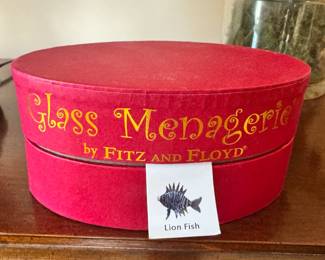 Glass Menagerie
by FITZ AND FLOYD®
Lion Fish